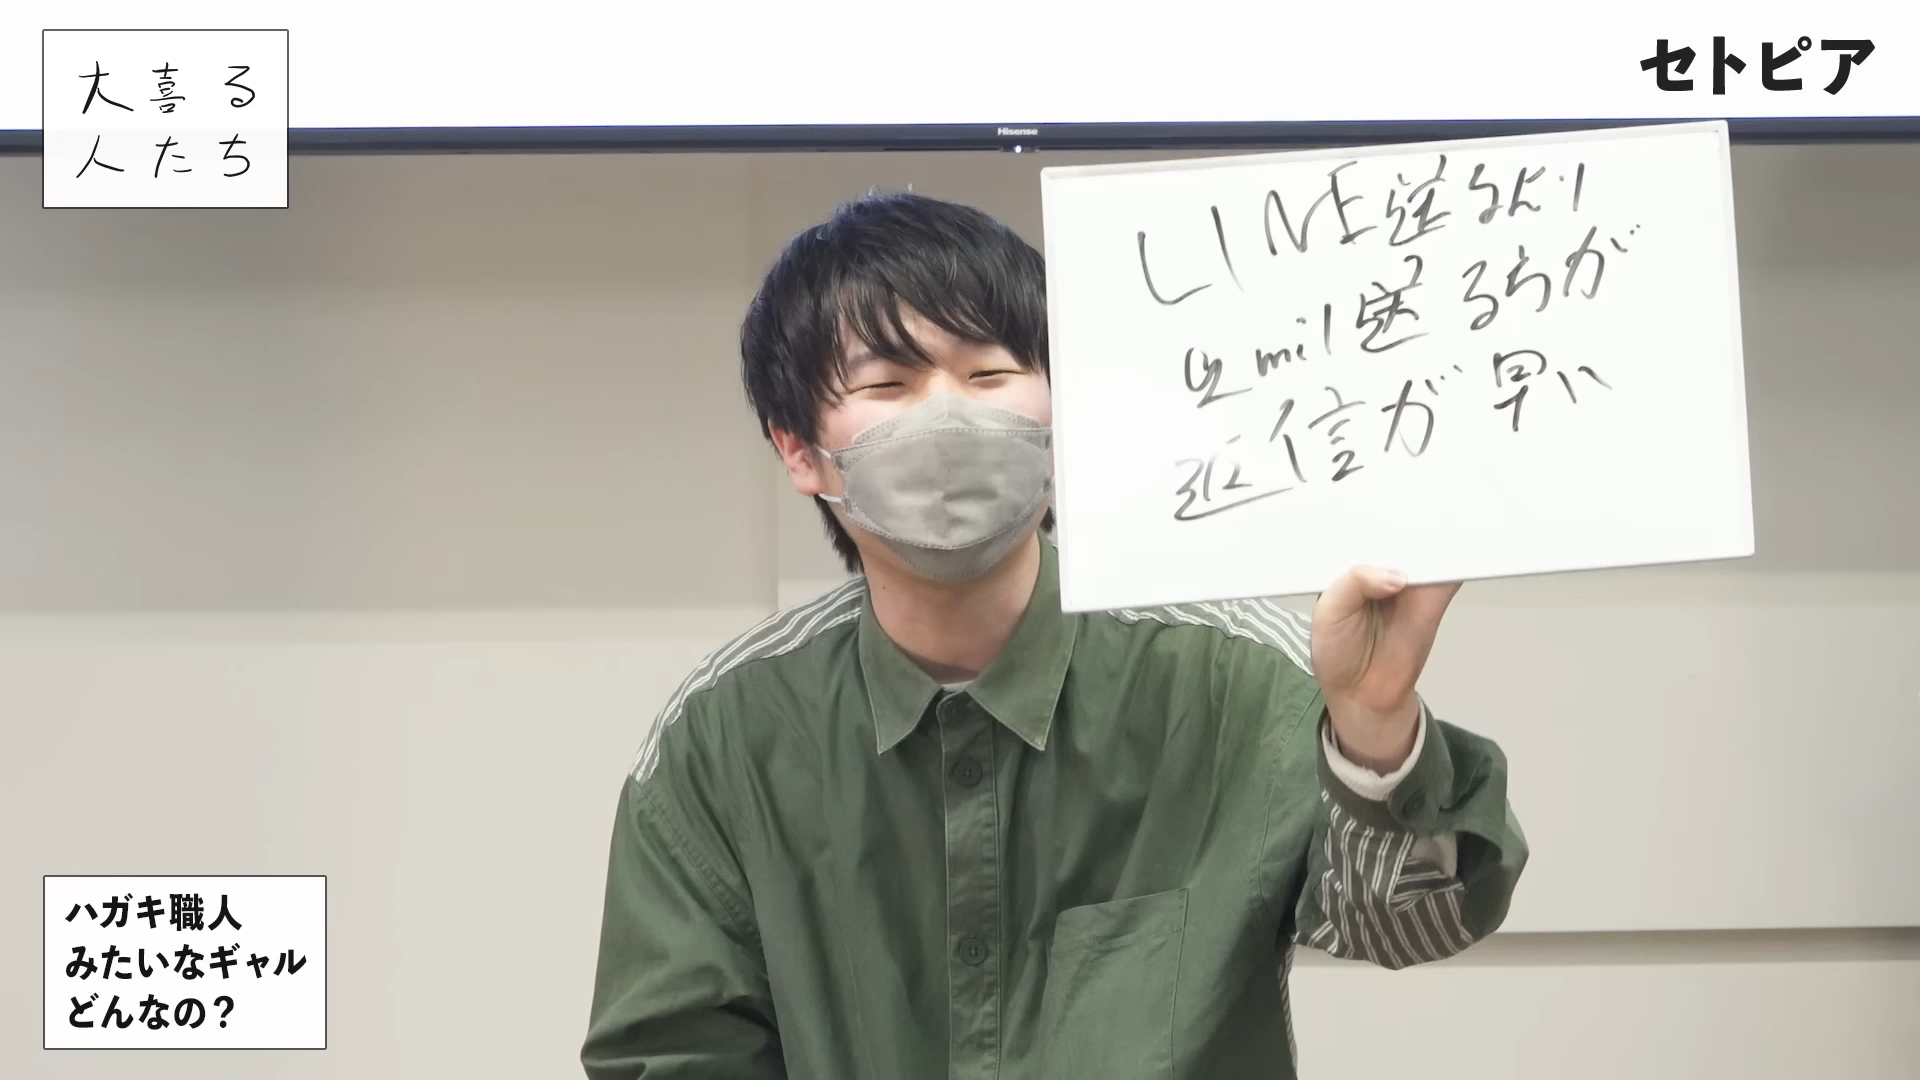 大喜る
人たち
セトピア
Hisense
LINE送るより
gmil送る方が
返信が早い
ハガキ職人
みたいなギャル
どんなの？